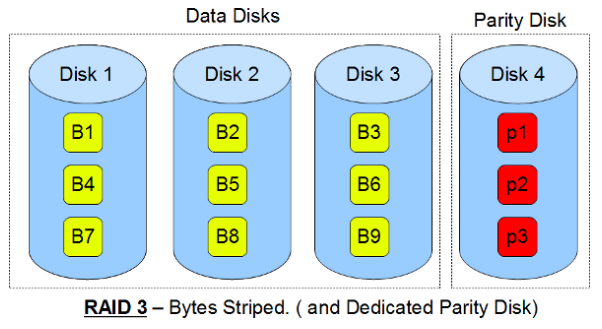 Data Disks Parity Disk
Disk 1 Disk 2 Disk 3 Disk 4
B1 B2 B3 p1
B4 B5 B6 p2
B7 B8 B9 p3
RAID 3 – Bytes Striped. ( and Dedicated Parity Disk)